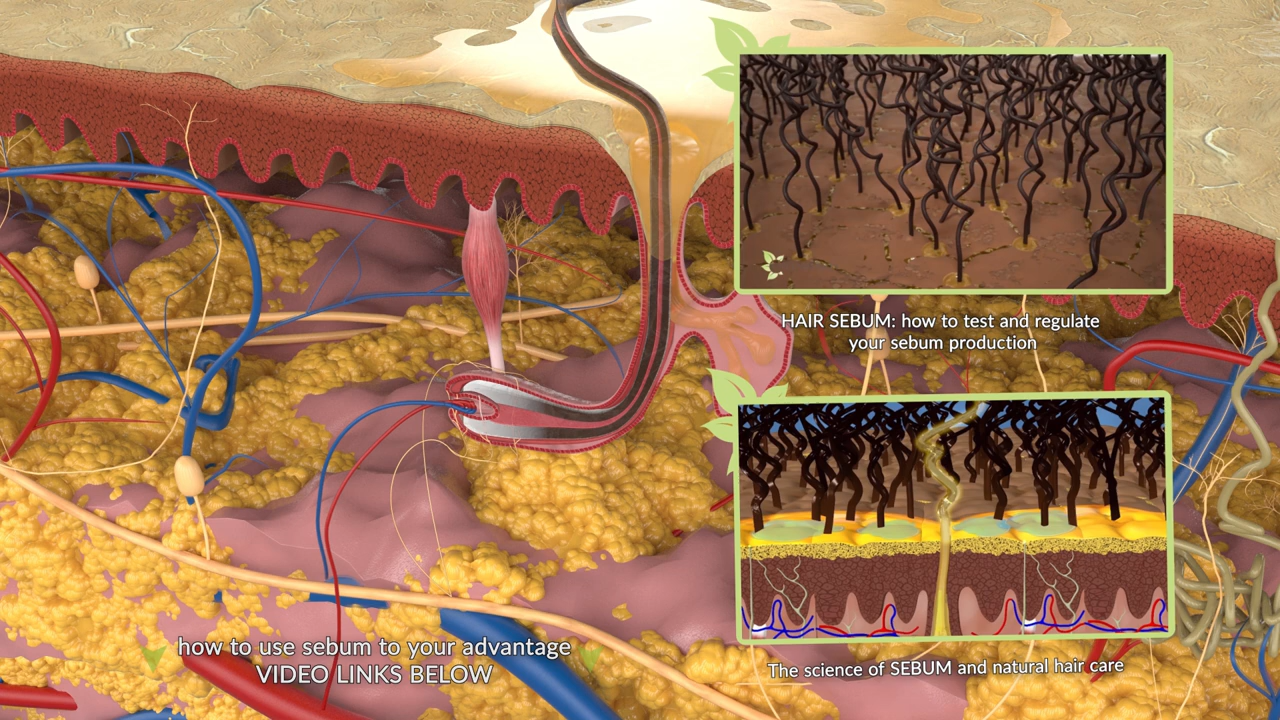 HAIR SEBUM: how to test and regulate
your sebum production
how to use sebum to your advantage
VIDEO LINKS BELOW
The science of SEBUM and natural hair care